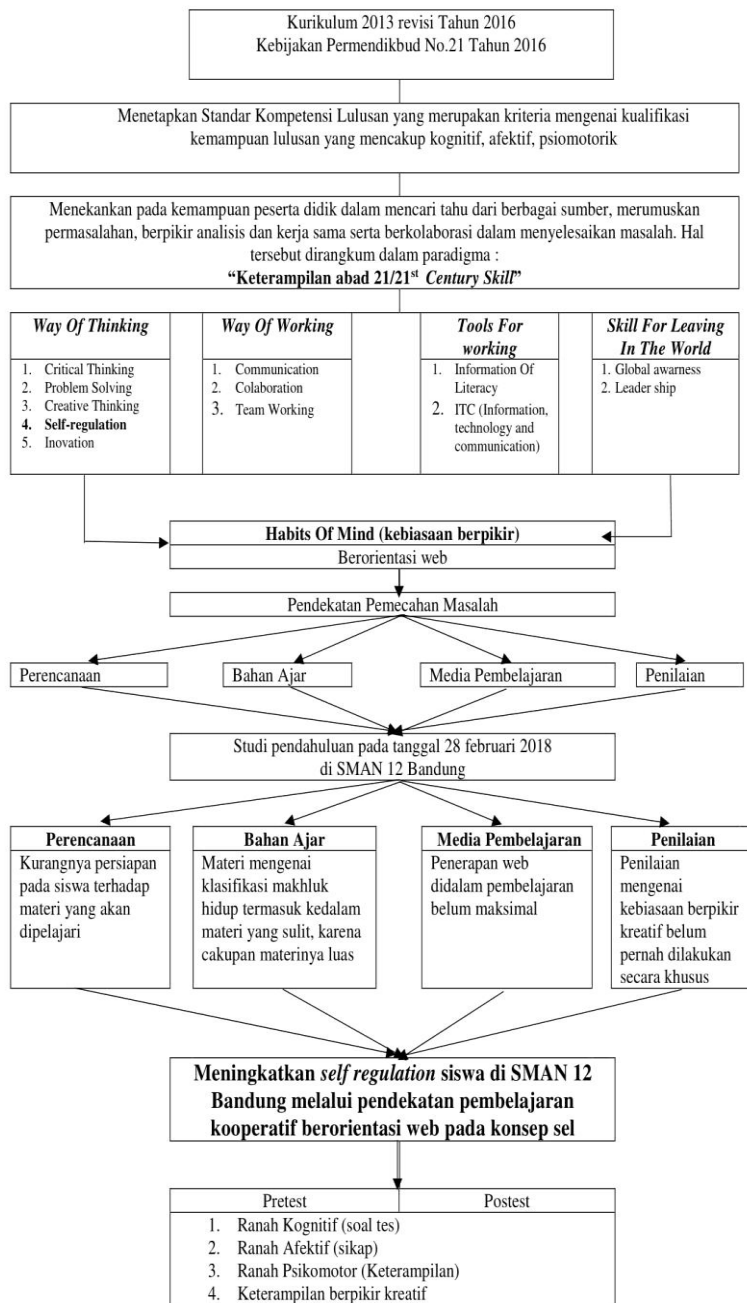 Kurikulum 2013 revisi Tahun 2016
Kebijakan Permendikbud No.21 Tahun 2016
Menetapkan Standar Kompetensi Lulusan yang merupakan kriteria mengenai kualifikasi
kemampuan lulusan yang mencakup kognitif, afektif, psiomotorik
Menekankan pada kemampuan peserta didik dalam mencari tahu dari berbagai sumber, merumuskan
permasalahan, berpikir analisis dan kerja sama serta berkolaborasi dalam menyelesaikan masalah. Hal
tersebut dirangkum dalam paradigma :
“Keterampilan abad 21/21st Century Skill”
Way Of Thinking
1. Critical Thinking
2. Problem Solving
3. Creative Thinking
4. Self-regulation
5. Inovation
Way Of Working
1. Communication
2. Colaboration
3. Team Working
Tools For
working
1. Information Of
Literacy
2. ITC (Information,
technology and
communication)
Skill For Leaving
In The World
1. Global awarness
2. Leader ship
Habits Of Mind (kebiasaan berpikir)
Berorientasi web
Pendekatan Pemecahan Masalah
Perencanaan
Bahan Ajar
Media Pembelajaran
Penilaian
Studi pendahuluan pada tanggal 28 februari 2018
di SMAN 12 Bandung
Perencanaan
Kurangnya persiapan
pada siswa terhadap
materi yang akan
dipelajari
Bahan Ajar
Materi mengenai
klasifikasi makhluk
hidup termasuk kedalam
materi yang sulit, karena
cakupan materinya luas
Media Pembelajaran
Penerapan web
didalam pembelajaran
belum maksimal
Penilaian
Penilaian
mengenai
kebiasaan berpikir
kreatif belum
pernah dilakukan
secara khusus
Meningkatkan self regulation siswa di SMAN 12
Bandung melalui pendekatan pembelajaran
kooperatif berorientasi web pada konsep sel
Pretest
Postest
1. Ranah Kognitif (soal tes)
2. Ranah Afektif (sikap)
3. Ranah Psikomotor (Keterampilan)
4. Keterampilan berpikir kreatif